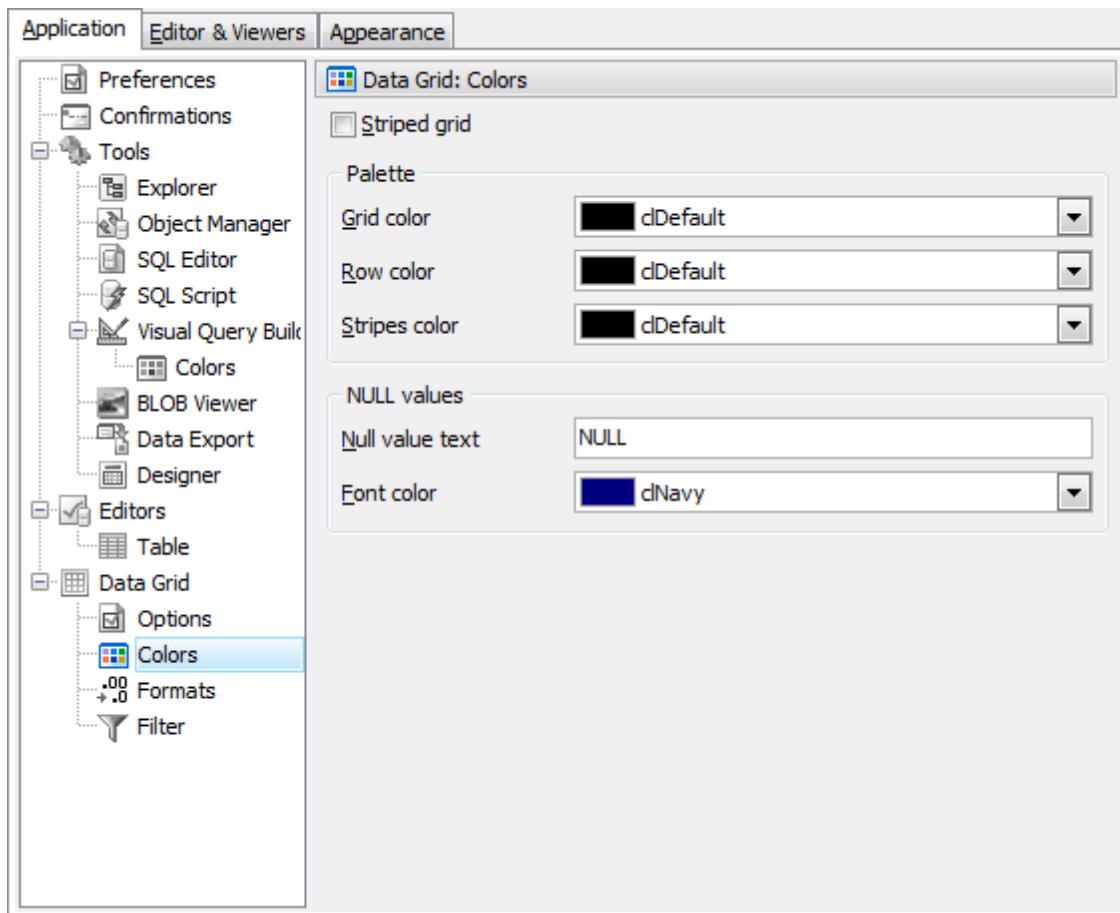 Application
Editor & Viewers
Appearance
Preferences
Confirmations
Tools
Explorer
Object Manager
SQL Editor
SQL Script
Visual Query Builc
Colors
BLOB Viewer
Data Export
Designer
Editors
Table
Data Grid
Options
Colors
Formats
Filter
Data Grid: Colors
Striped grid
Palette
Grid color clDefault
Row color clDefault
Stripes color clDefault
NULL values
Null value text NULL
Font color clNavy